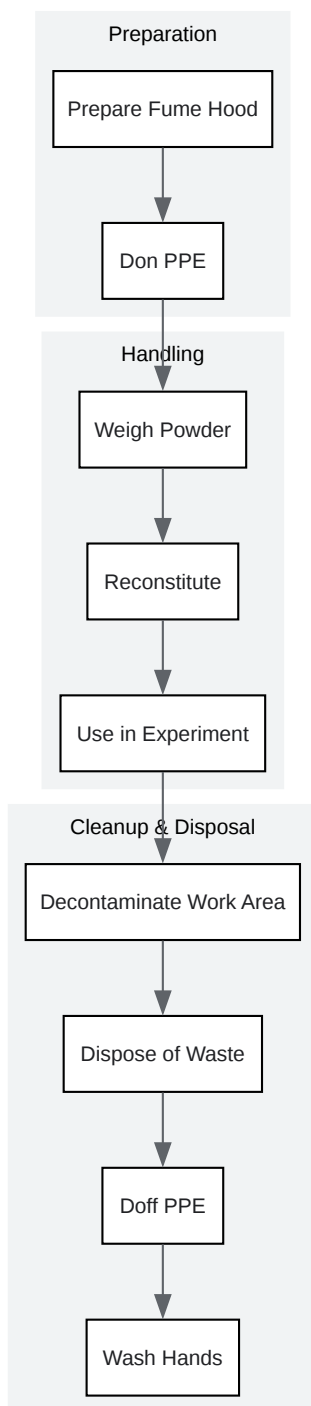 Preparation
Prepare Fume Hood
Don PPE
Handling
Weigh Powder
Reconstitute
Use in Experiment
Cleanup & Disposal
Decontaminate Work Area
Dispose of Waste
Doff PPE
Wash Hands